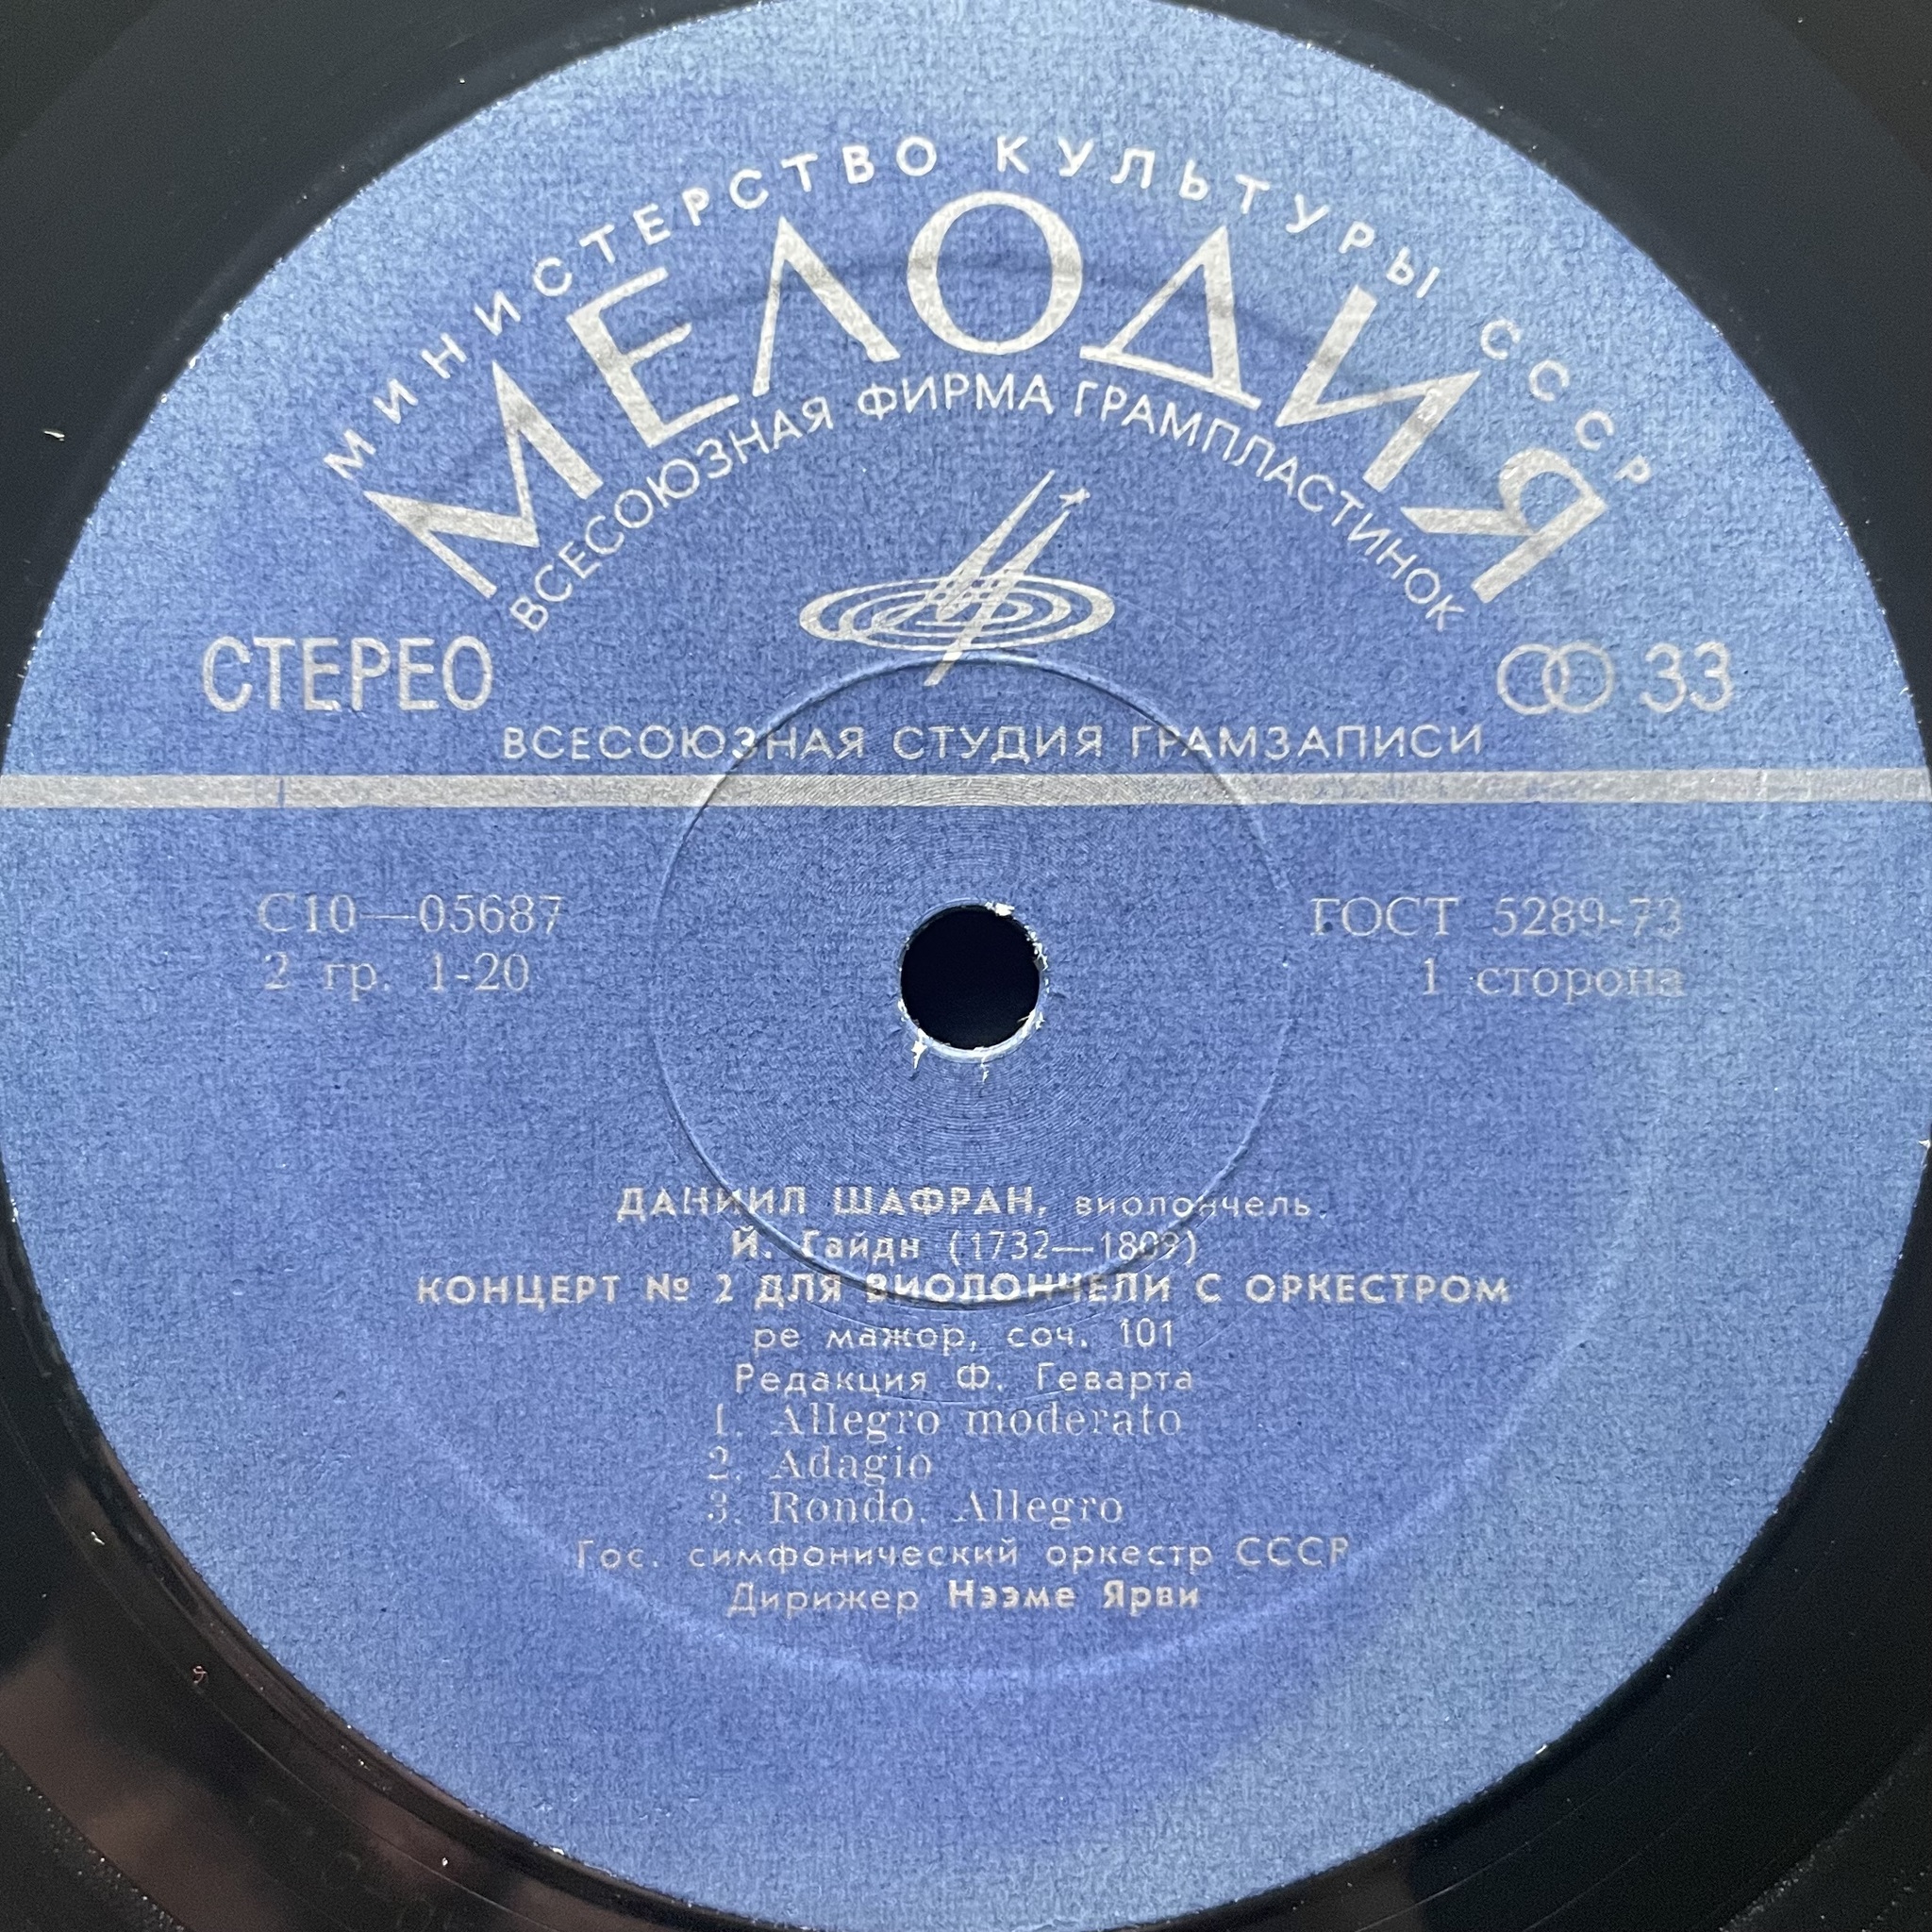 МИНИСТЕРСТВО КУЛЬТУРЫ СССР
МЕЛОДИЯ
ВСЕСОЮЗНАЯ ФИРМА ГРАМПЛАСТИНОК
СТЕРЕО
33
ВСЕСОЮЗНАЯ СТУДИЯ ГРАМЗАПИСИ
С10—05687
ГОСТ 5289-73
2 гр. 1-20
1 сторона
ДАНИИЛ ШАФРАН, виолончель
Й. Гайдн (1732—1809)
КОНЦЕРТ № 2 ДЛЯ ВИОЛОНЧЕЛИ С ОРКЕСТРОМ
ре мажор, соч. 101
Редакция Ф. Геварта
1. Allegro moderato
2. Adagio
3. Rondo. Allegro
Гос. симфонический оркестр СССР
Дирижер Нээме Ярви